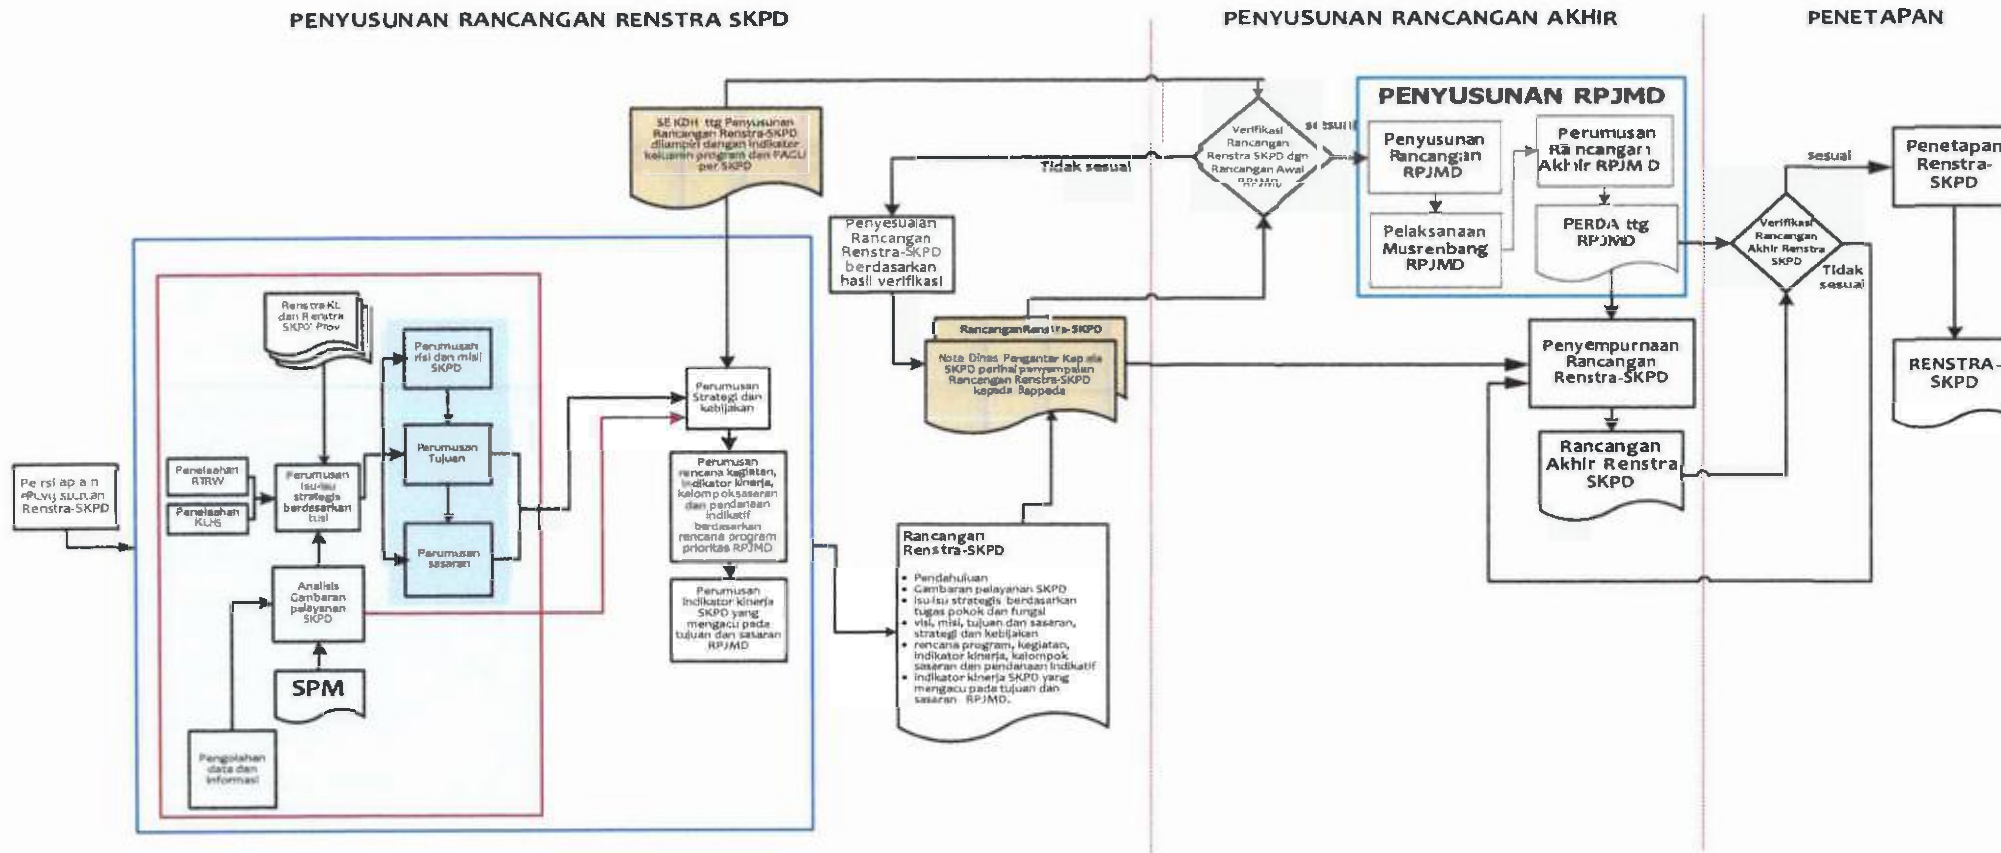 PENYUSUNAN RANCANGAN RENSTRA SKPD
PENYUSUNAN RANCANGAN AKHIR
PENETAPAN
SE KDH ttg Penyusunan
Rancangan Renstra-SKPD
dilampiri dengan indikator
keluaran program dan PAGU
per SKPD
Tidak sesuai
Verifikasi
Rancangan
Renstra SKPD dgn
Rancangan Awal
RPJMD
sesuai
PENYUSUNAN RPJMD
Penyusunan
Rancangan
RPJMD
Perumusan
Rancangan
Akhir RPJMD
Pelaksanaan
Musrenbang
RPJMD
PERDA ttg
RPJMD
sesuai
Verifikasi
Rancangan
Akhir Renstra
SKPD
Tidak
sesuai
Penetapan
Renstra-
SKPD
RENSTRA-
SKPD
Penyesuaian
Rancangan
Renstra-SKPD
berdasarkan
hasil verifikasi
Rancangan Renstra-SKPD
Nota Dinas Pengantar Kepala
SKPD perihal penyampaian
Rancangan Renstra-SKPD
kepada Bappeda
Penyempurnaan
Rancangan
Renstra-SKPD
Rancangan
Akhir Renstra
SKPD
Persiapan
Penyusunan
Renstra-SKPD
Renstra-KL
dan Renstra
SKPD Prov
Penelaahan
RTRW
Penelaahan
KLHS
Perumusan
Isu-isu
strategis
berdasarkan
tusi
Perumusan
visi dan misi
SKPD
Perumusan
Tujuan
Perumusan
sasaran
Analisis
Gambaran
pelayanan
SKPD
SPM
Pengolahan
data dan
informasi
Perumusan
Strategi dan
kebijakan
Perumusan
rencana kegiatan,
indikator kinerja,
kelompok sasaran
dan pendanaan
indikatif
berdasarkan
rencana program
prioritas RPJMD
Perumusan
indikator kinerja
SKPD yang
mengacu pada
tujuan dan sasaran
RPJMD
Rancangan
Renstra-SKPD
• Pendahuluan
• Gambaran pelayanan SKPD
• isu-isu strategis berdasarkan
tugas pokok dan fungsi
• visi, misi, tujuan dan sasaran,
strategi dan kebijakan
• rencana program, kegiatan,
indikator kinerja, kelompok
sasaran dan pendanaan indikatif
• indikator kinerja SKPD yang
mengacu pada tujuan dan
sasaran RPJMD.